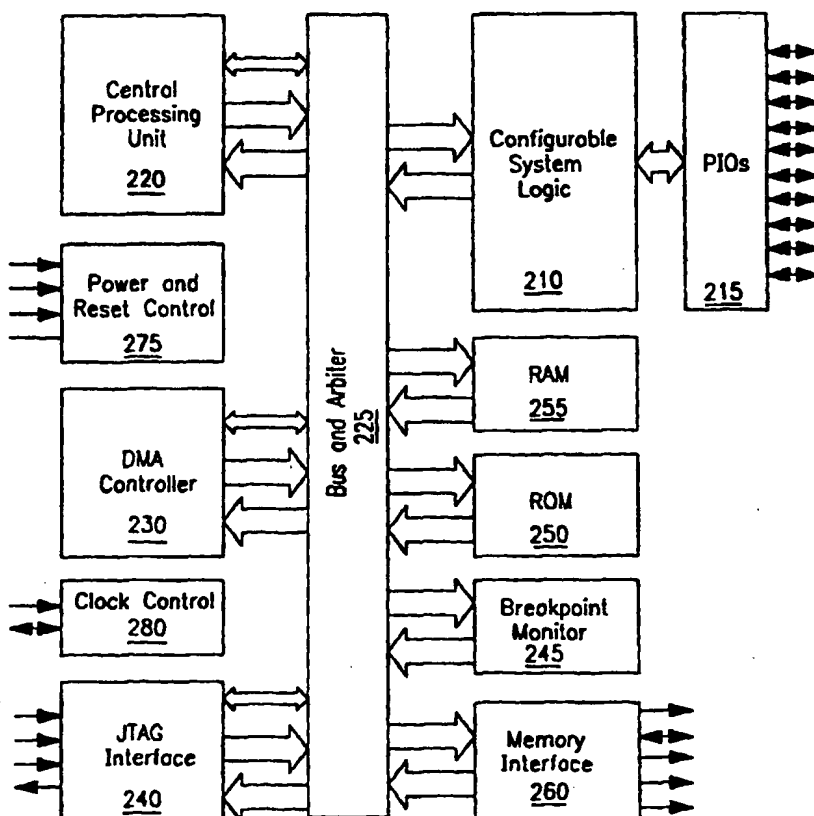 Central
Processing
Unit
220
Power and
Reset Control
275
DMA
Controller
230
Clock Control
280
JTAG
Interface
240
Bus and Arbiter
225
Configurable
System
Logic
210
PIOs
215
RAM
255
ROM
250
Breakpoint
Monitor
245
Memory
Interface
260